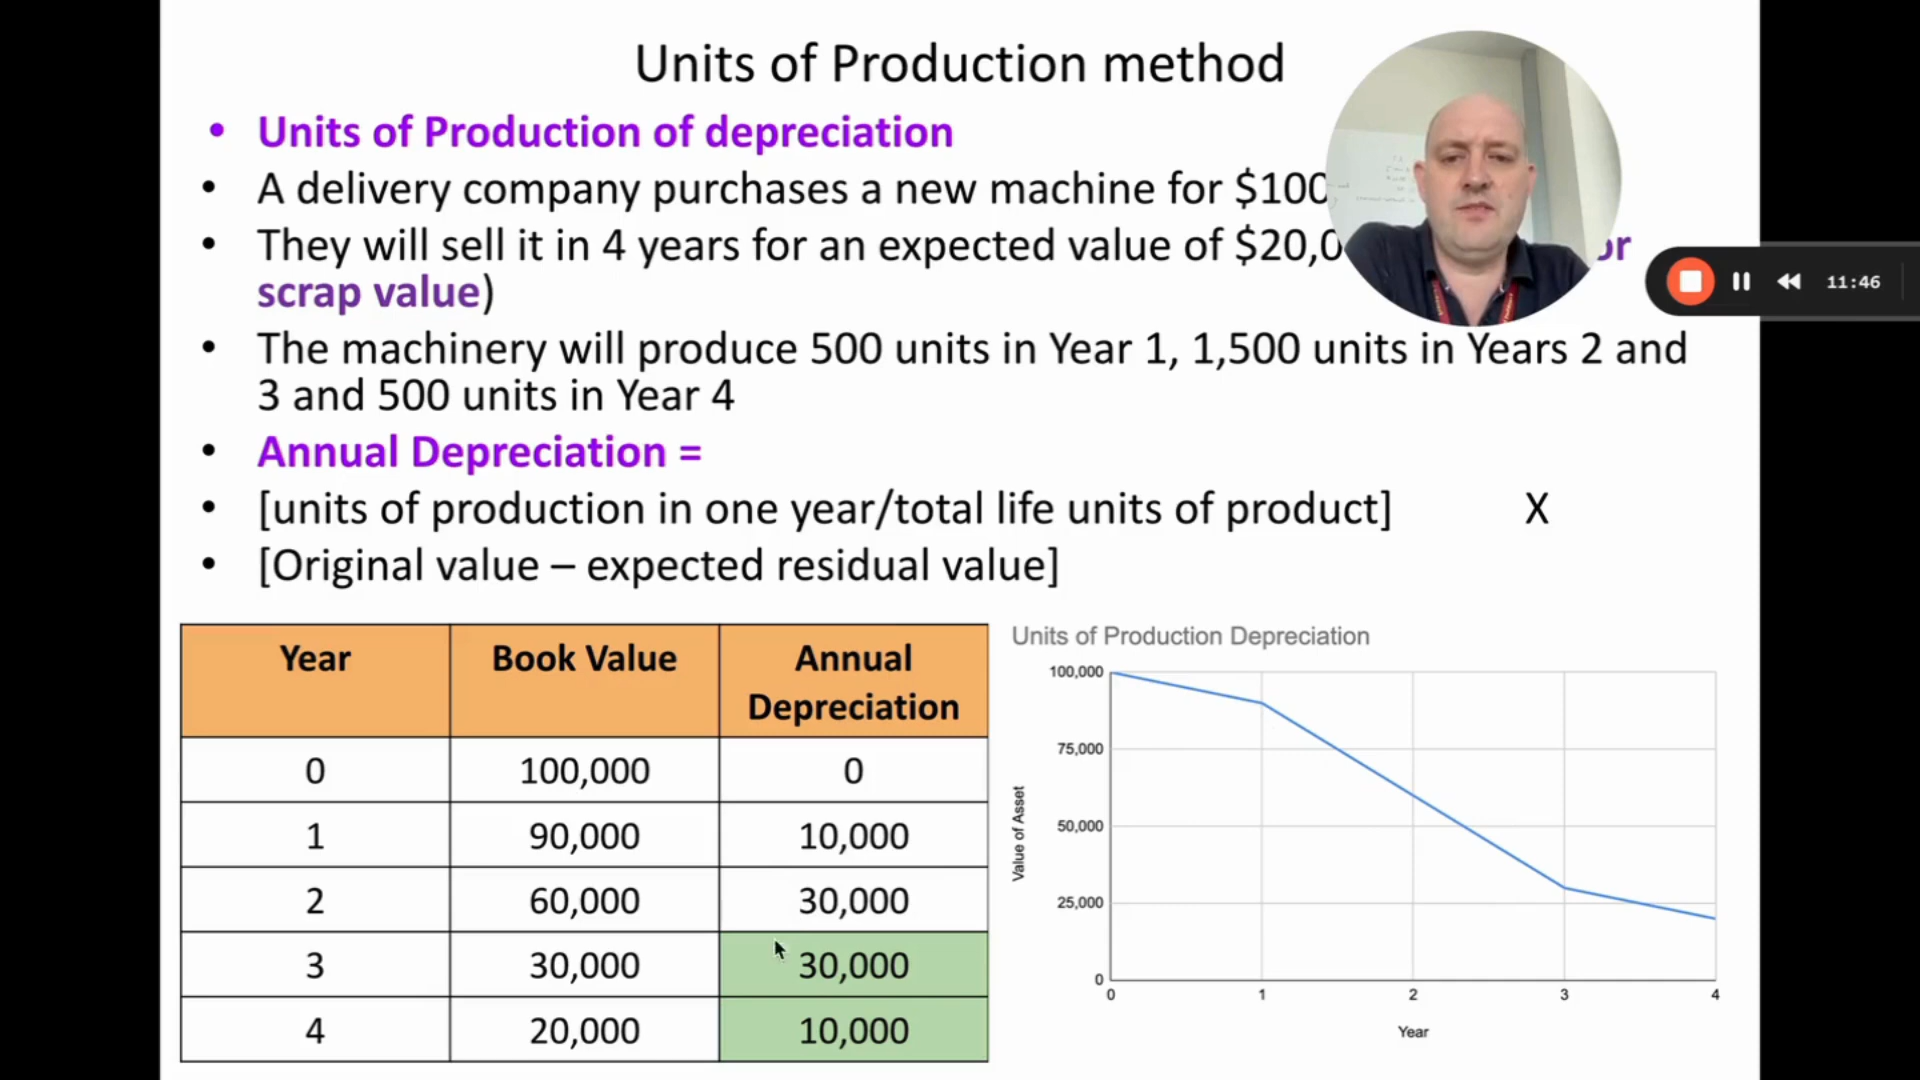 Units of Production method
• Units of Production of depreciation
• A delivery company purchases a new machine for $100
• They will sell it in 4 years for an expected value of $20,0 or
scrap value)
11:46
• The machinery will produce 500 units in Year 1, 1,500 units in Years 2 and
3 and 500 units in Year 4
• Annual Depreciation =
• [units of production in one year/total life units of product] X
• [Original value – expected residual value]
Year Book Value Annual Depreciation
0 100,000 0
1 90,000 10,000
2 60,000 30,000
3 30,000 30,000
4 20,000 10,000
Units of Production Depreciation
100,000
75,000
50,000
25,000
0
Value of Asset
0 1 2 3 4
Year